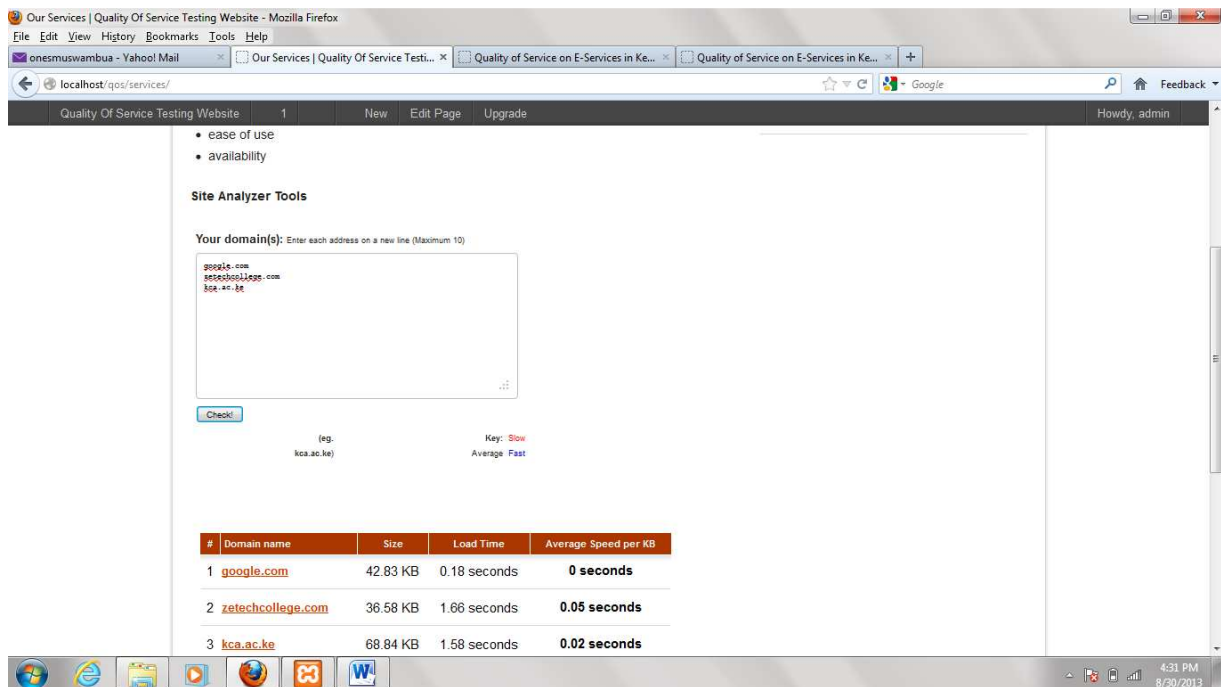 Our Services | Quality Of Service Testing Website - Mozilla Firefox
File Edit View History Bookmarks Tools Help
onesmuswambua - Yahoo! Mail Our Services | Quality Of Service Testi... Quality of Service on E-Services in Ke... Quality of Service on E-Services in Ke...
localhost/qos/services/ Google Feedback
Quality Of Service Testing Website 1 New Edit Page Upgrade Howdy, admin
• ease of use
• availability
Site Analyzer Tools
Your domain(s): Enter each address on a new line (Maximum 10)
google.com
zetechcollege.com
kca.ac.ke
Check!
(eg. Key: Slow
kca.ac.ke) Average Fast
# Domain name Size Load Time Average Speed per KB
1 google.com 42.83 KB 0.18 seconds 0 seconds
2 zetechcollege.com 36.58 KB 1.66 seconds 0.05 seconds
3 kca.ac.ke 68.84 KB 1.58 seconds 0.02 seconds
4:31 PM
8/30/2013